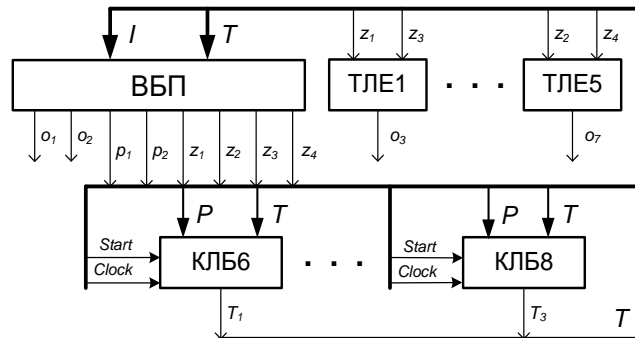 I T z1 z3 z2 z4
ВБП ТЛЕ1 . . . ТЛЕ5
o1 o2 p1 p2 z1 z2 z3 z4 o3 o7
P T P T
Start Start
КЛБ6 . . . КЛБ8
Clock Clock
T1 T3 T